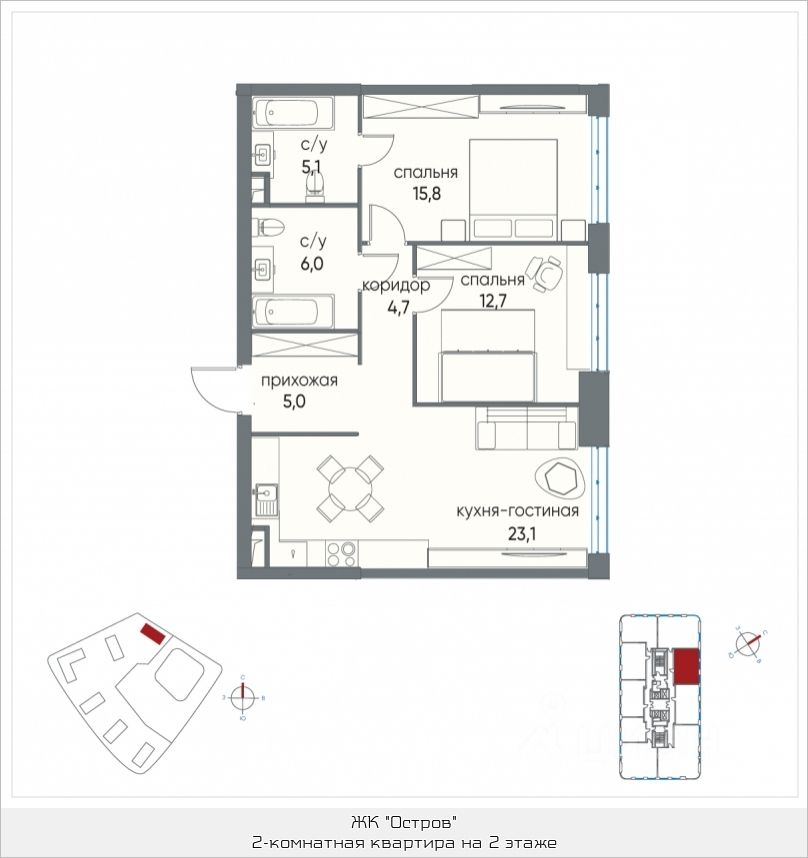 с/у
5,1
спальня
15,8
с/у
6,0
коридор
4,7
спальня
12,7
прихожая
5,0
кухня-гостиная
23,1
С
З
В
Ю
З
С
Ю
В
ЖК "Остров"
2-комнатная квартира на 2 этаже